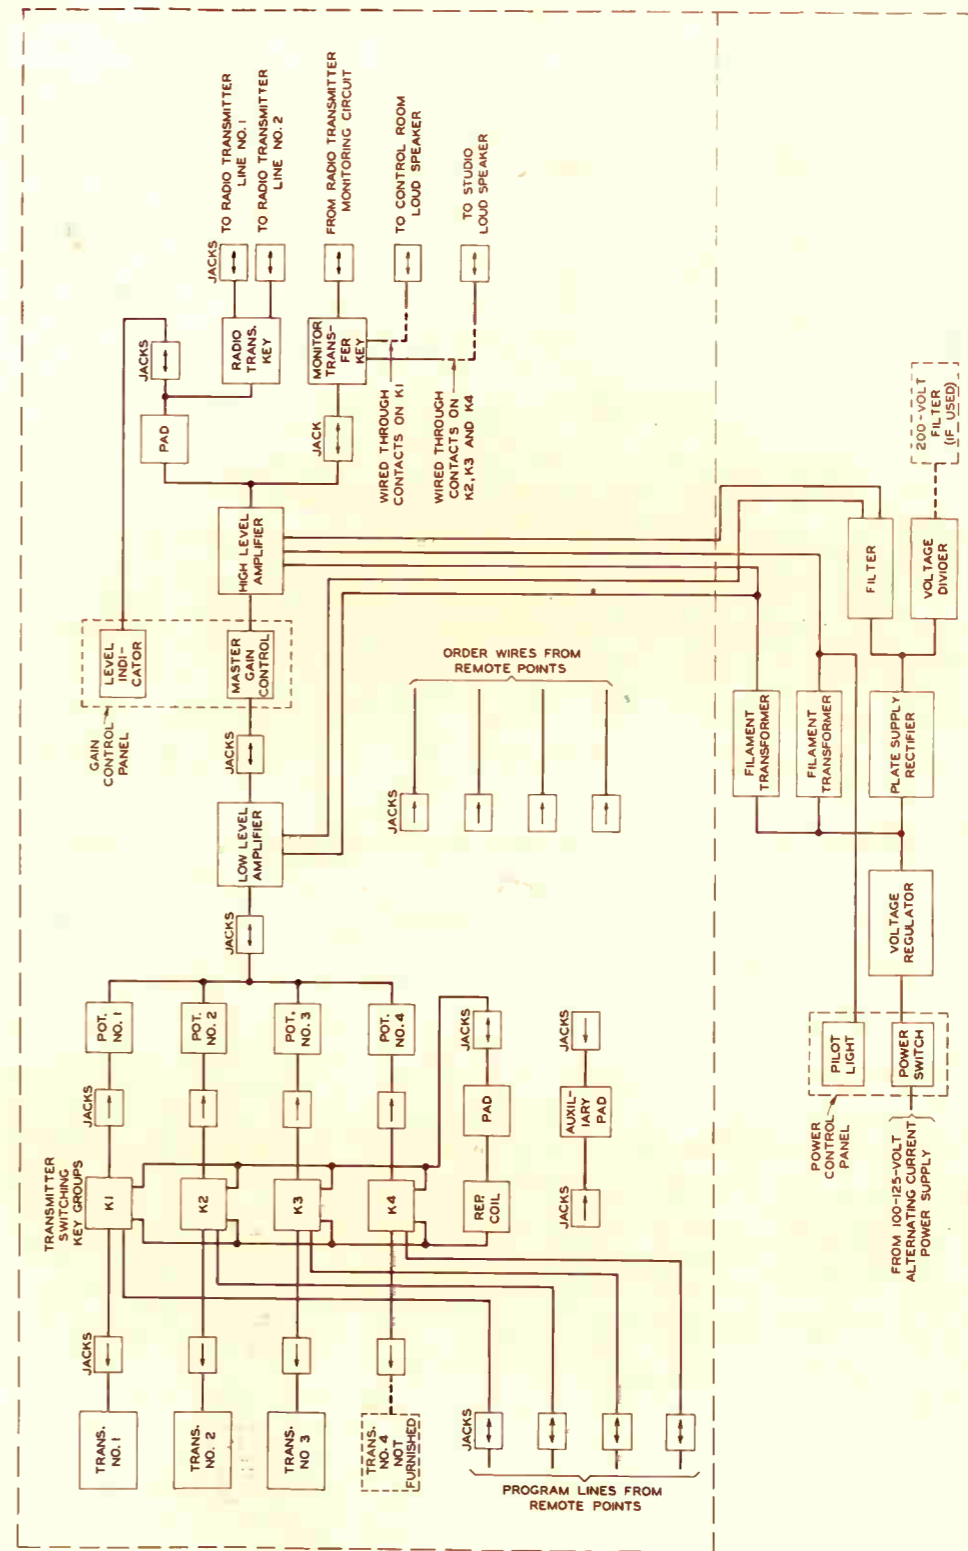 TRANS.
NO. 1
TRANS.
NO. 2
TRANS.
NO 3
TRANS.
NO. 4
NOT
FURNISHED
JACKS
TRANSMITTER
SWITCHING
KEY GROUPS
K1
K2
K3
K4
JACKS
POT.
NO. 1
POT.
NO. 2
POT.
NO. 3
POT.
NO. 4
JACKS
PROGRAM LINES FROM
REMOTE POINTS
REP.
COIL
PAD
JACKS
JACKS
AUXIL-
IARY
PAD
JACKS
JACKS
LOW LEVEL
AMPLIFIER
JACKS
GAIN
CONTROL
PANEL
LEVEL
INDI-
CATOR
MASTER
GAIN
CONTROL
HIGH LEVEL
AMPLIFIER
PAD
JACKS
RADIO
TRANS.
KEY
JACKS
TO RADIO TRANSMITTER
LINE NO. 1
TO RADIO TRANSMITTER
LINE NO. 2
JACK
MONITOR
TRANS-
FER
KEY
FROM RADIO TRANSMITTER
MONITORING CIRCUIT
TO CONTROL ROOM
LOUD SPEAKER
TO STUDIO
LOUD SPEAKER
WIRED THROUGH
CONTACTS ON K1
WIRED THROUGH
CONTACTS ON
K2, K3 AND K4
JACKS
ORDER WIRES FROM
REMOTE POINTS
FROM 100-125-VOLT
ALTERNATING CURRENT
POWER SUPPLY
POWER
CONTROL
PANEL
PILOT
LIGHT
POWER
SWITCH
VOLTAGE
REGULATOR
FILAMENT
TRANSFORMER
FILAMENT
TRANSFORMER
PLATE SUPPLY
RECTIFIER
FILTER
VOLTAGE
DIVIDER
200-VOLT
FILTER
(IF USED)